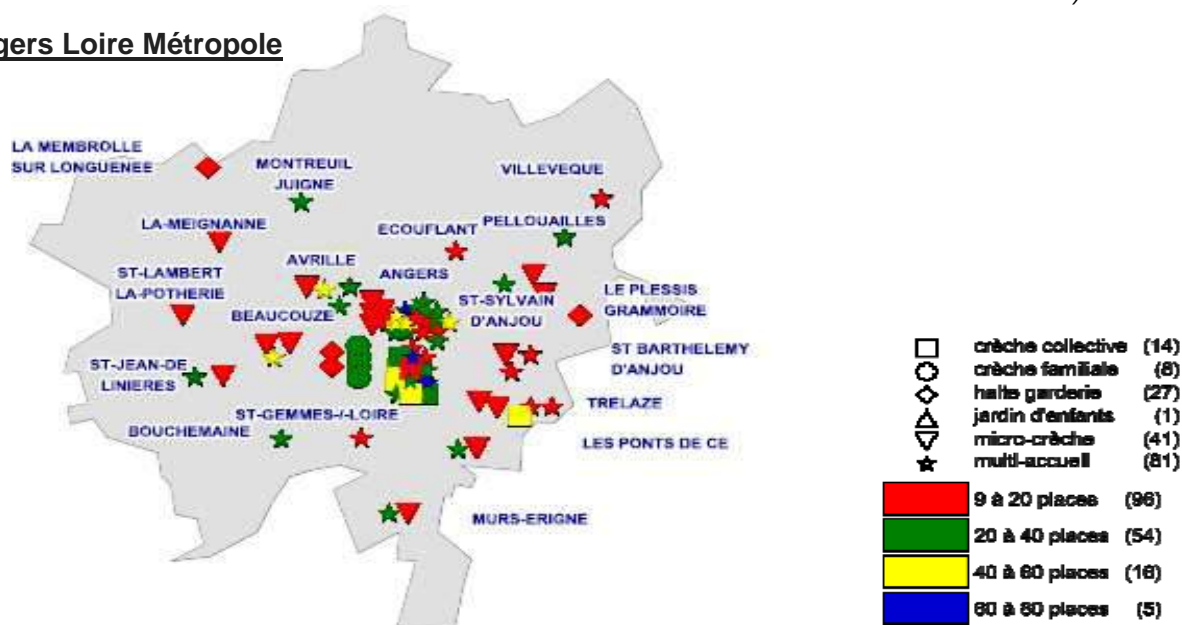 gers Loire Métropole
LA MEMBROLLE
SUR LONGUENEE
MONTREUIL
JUIGNE
VILLEVEQUE
LA-MEIGNANNE
ECOUFLANT
PELLOUAILLES
ST-LAMBERT
LA-POTHERIE
AVRILLE
ANGERS
BEAUCOUZE
ST-SYLVAIN
D'ANJOU
LE PLESSIS
GRAMMOIRE
ST-JEAN-DE
LINIERES
ST BARTHELEMY
D'ANJOU
ST-GEMMES-/-LOIRE
TRELAZE
BOUCHEMAINE
LES PONTS DE CE
MURS-ERIGNE
crèche collective (14)
crèche familiale (8)
halte garderie (27)
jardin d'enfants (1)
micro-crèche (41)
multi-accueil (81)
9 à 20 places (96)
20 à 40 places (54)
40 à 60 places (16)
60 à 80 places (5)